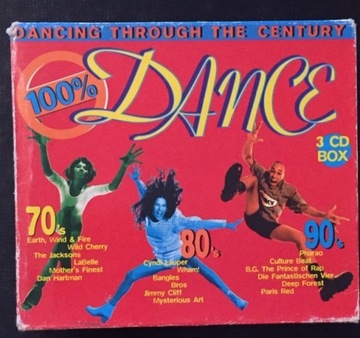 DANCING THROUGH THE CENTURY
100%
DANCE
3 CD
BOX
70's
Earth, Wind & Fire
Wild Cherry
The Jacksons
LaBelle
Mother's Finest
Dan Hartman
80's
Cyndi Lauper
Wham!
Bangles
Bros
Jimmy Cliff
Mysterious Art
90's
Pharao
Culture Beat
B.G. The Prince of Rap
Die Fantastischen Vier
Deep Forest
Paris Red